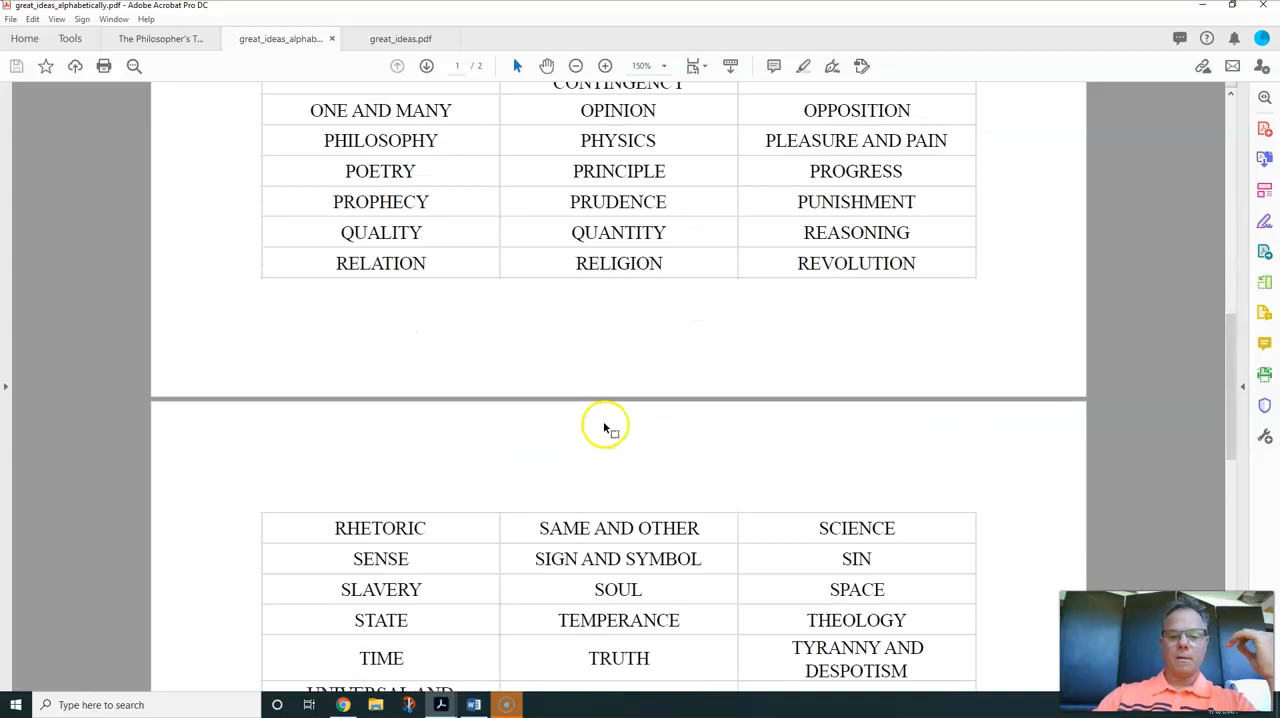 great_ideas_alphabetically.pdf - Adobe Acrobat Pro DC
File Edit View Sign Window Help
Home Tools The Philosopher's T... great_ideas_alphab... × great_ideas.pdf
1 / 2 150%
CONTINGENCY
ONE AND MANY OPINION OPPOSITION
PHILOSOPHY PHYSICS PLEASURE AND PAIN
POETRY PRINCIPLE PROGRESS
PROPHECY PRUDENCE PUNISHMENT
QUALITY QUANTITY REASONING
RELATION RELIGION REVOLUTION
RHETORIC SAME AND OTHER SCIENCE
SENSE SIGN AND SYMBOL SIN
SLAVERY SOUL SPACE
STATE TEMPERANCE THEOLOGY
TIME TRUTH TYRANNY AND
DESPOTISM
UNIVERSAL AND
Type here to search